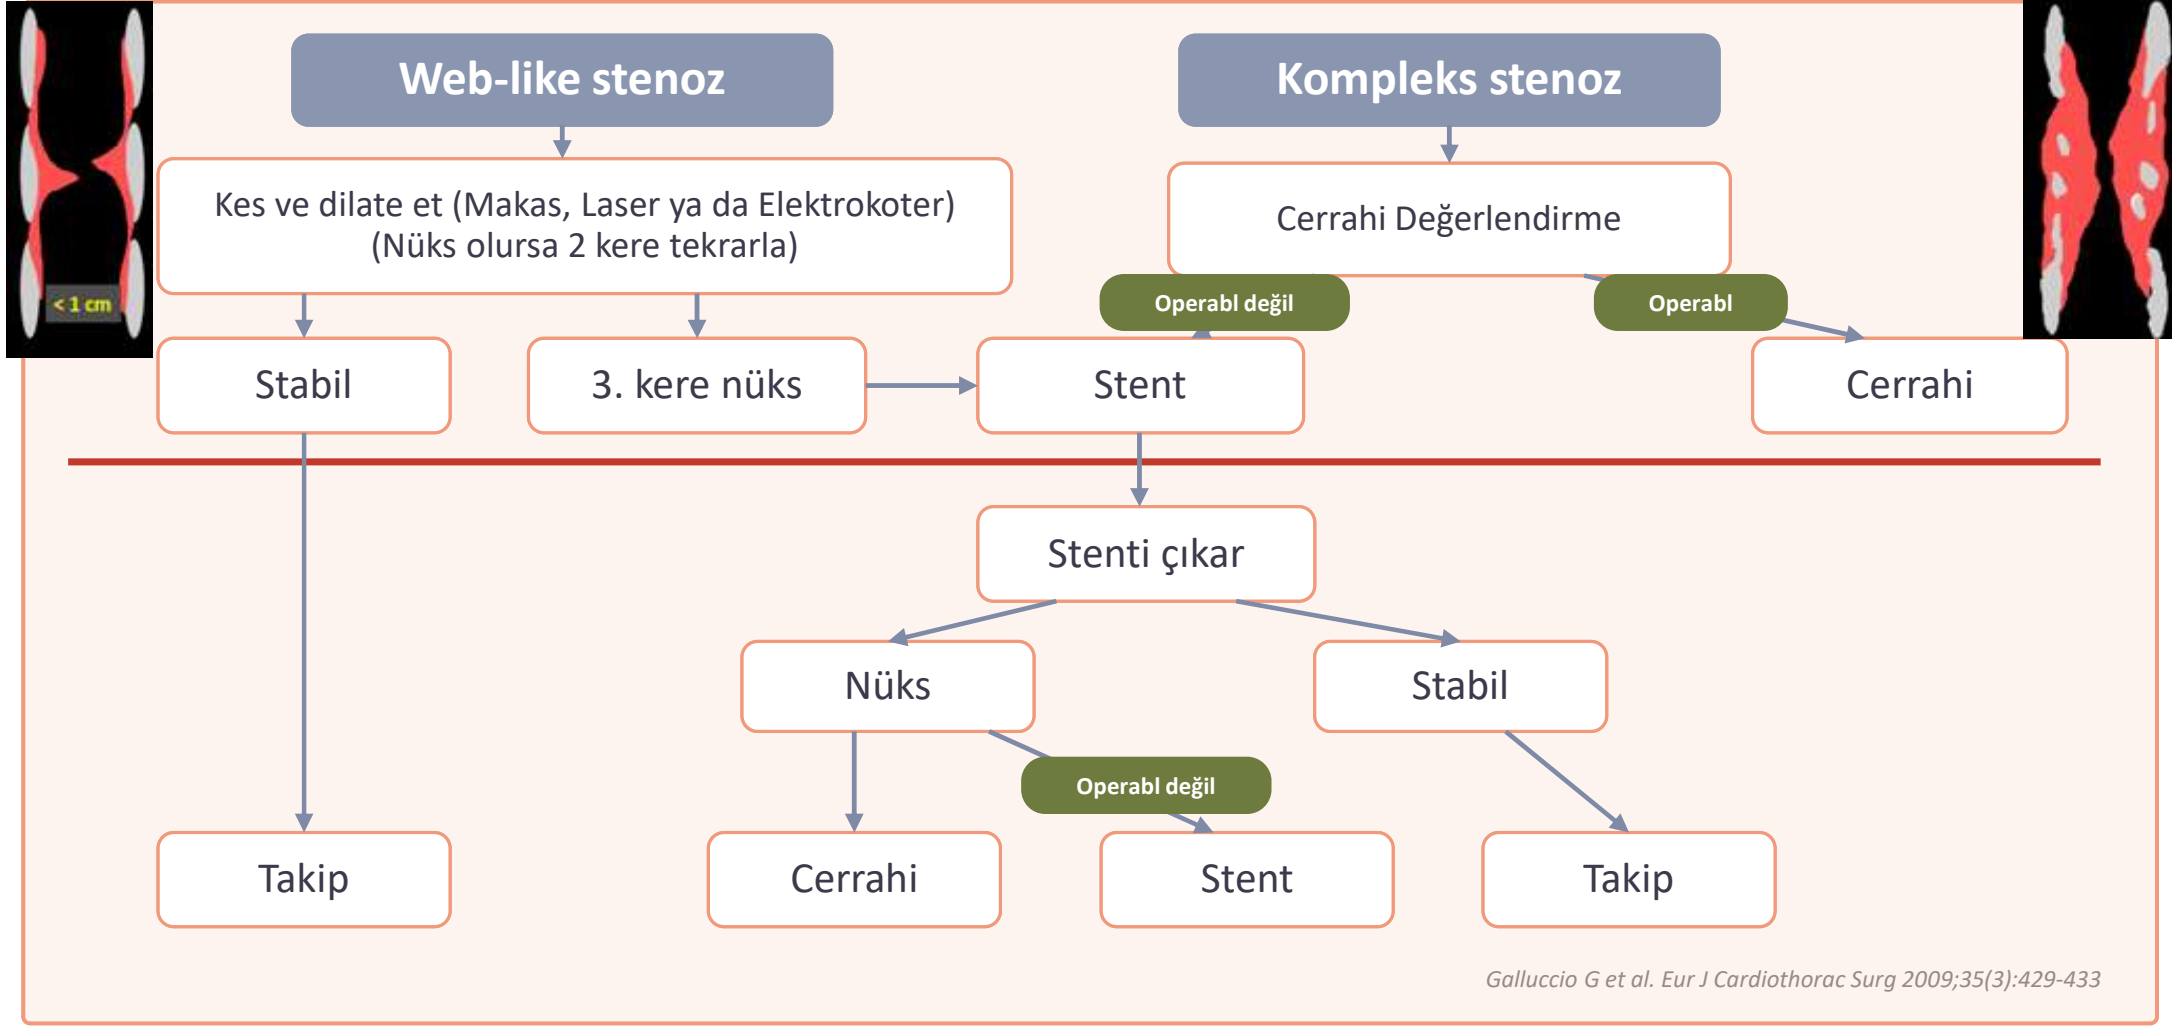 Web-like stenoz
Kompleks stenoz
Kes ve dilate et (Makas, Laser ya da Elektrokoter)
(Nüks olursa 2 kere tekrarla)
Cerrahi Değerlendirme
< 1 cm
Operabl değil
Operabl
Stabil
3. kere nüks
Stent
Cerrahi
Stenti çıkar
Nüks
Stabil
Operabl değil
Takip
Cerrahi
Stent
Takip
Galluccio G et al. Eur J Cardiothorac Surg 2009;35(3):429-433